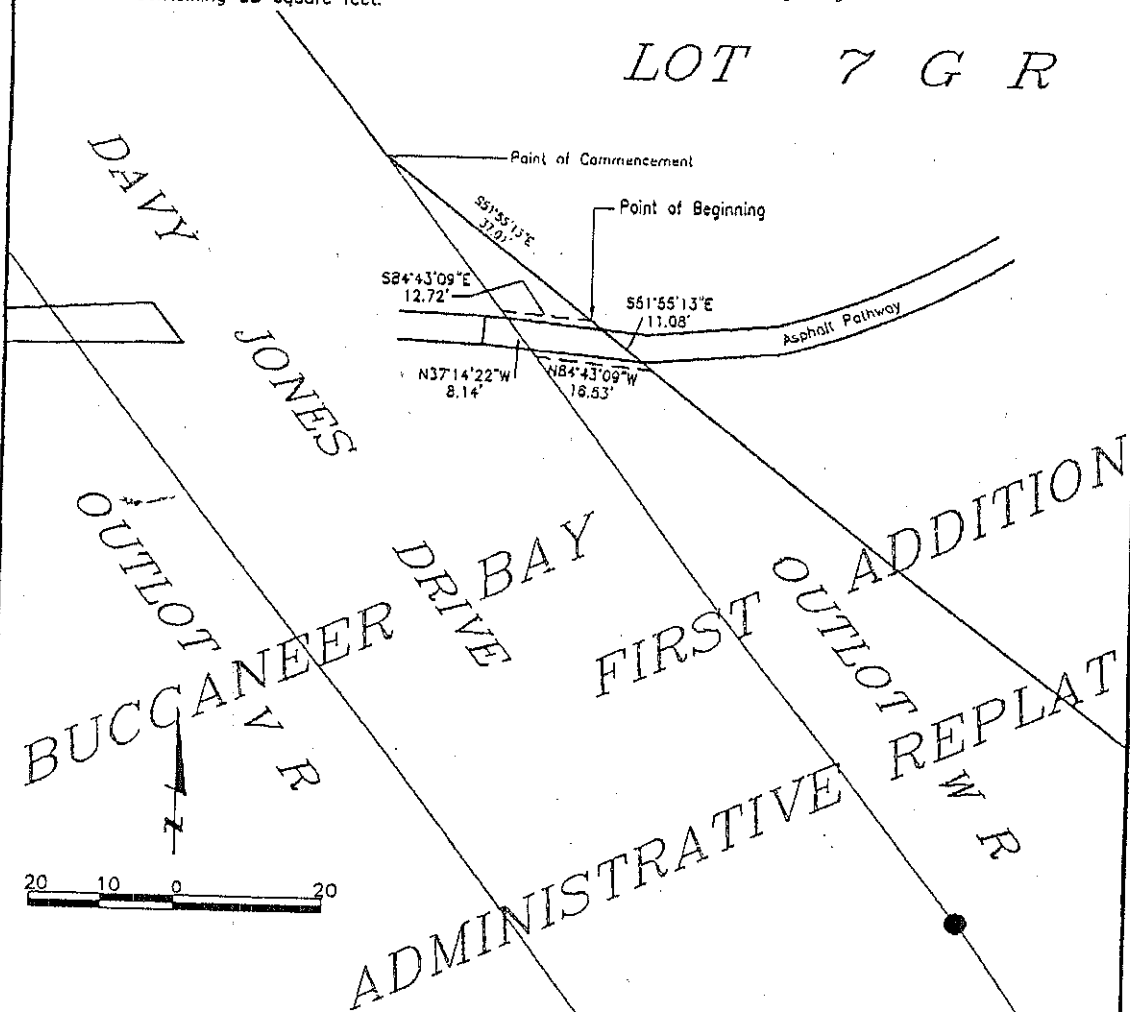 square feet.
LOT 7 G R
Point of Commencement
S51°55'13"E
Point of Beginning
S84°43'09"E
12.72'
S51°55'13"E
11.08'
Asphalt Pathway
N37°14'22"W
8.14'
N84°43'09"W
16.53'
DAVY JONES DRIVE
OUTLOT V R
BUCCANEER BAY FIRST ADDITION
OUTLOT W R
ADMINISTRATIVE REPLAT
N
20 10 0 20